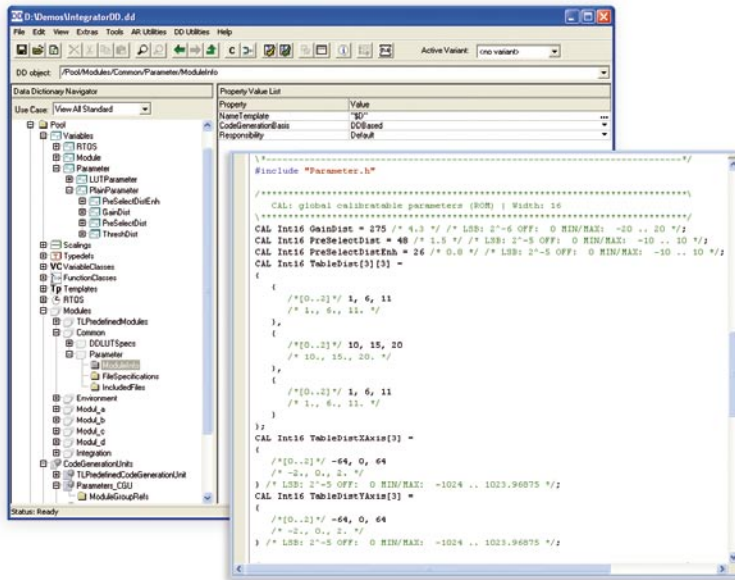 D:\Demos\IntegratorDD.dd
File Edit View Extras Tools AR Utilities DD Utilities Help
Active Variant: <no variant>
DD object: /Pool/Modules/Common/Parameter/ModuleInfo
Data Dictionary Navigator
Use Case: View All Standard
Pool
Variables
RTOS
Module
Parameter
LUTParameter
PlainParameter
PreSelectDistEnh
GainDist
PreSelectDist
ThreshDist
Scalings
Typedefs
VC VariableClasses
FunctionClasses
Tp Templates
RTOS
Modules
TLPredefinedModules
Common
DDLUTSpecs
Parameter
ModuleInfo
FileSpecifications
IncludedFiles
Environment
Modul_a
Modul_b
Modul_c
Modul_d
Integration
CodeGenerationUnits
TLPredefinedCodeGenerationUnit
Parameters_CGU
ModuleGroupRefs
Status: Ready
Property Value List
Property Value
NameTemplate "$D"
CodeGenerationBasis DDBased
Responsibility Default
#include "Parameter.h"
CAL: global calibratable parameters (ROM) | Width: 16
CAL Int16 GainDist = 275 /* 4.3 */ /* LSB: 2^-6 OFF: 0 MIN/MAX: -20 .. 20 */;
CAL Int16 PreSelectDist = 48 /* 1.5 */ /* LSB: 2^-5 OFF: 0 MIN/MAX: -10 .. 10 */;
CAL Int16 PreSelectDistEnh = 26 /* 0.8 */ /* LSB: 2^-5 OFF: 0 MIN/MAX: -10 .. 10 */;
CAL Int16 TableDist[3][3] =
{
{
/*[0..2]*/ 1, 6, 11
/* 1., 6., 11. */
},
{
/*[0..2]*/ 10, 15, 20
/* 10., 15., 20. */
},
{
/*[0..2]*/ 1, 6, 11
/* 1., 6., 11. */
}
};
CAL Int16 TableDistXAxis[3] =
{
/*[0..2]*/ -64, 0, 64
/* -2., 0., 2. */
} /* LSB: 2^-5 OFF: 0 MIN/MAX: -1024 .. 1023.96875 */;
CAL Int16 TableDistYAxis[3] =
{
/*[0..2]*/ -64, 0, 64
/* -2., 0., 2. */
} /* LSB: 2^-5 OFF: 0 MIN/MAX: -1024 .. 1023.96875 */;